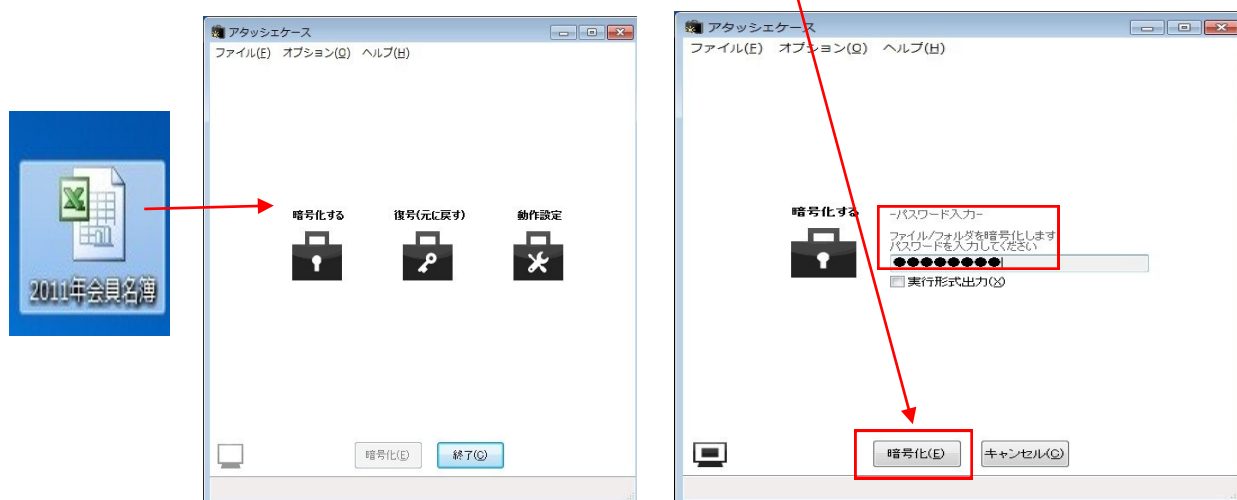 2011年会員名簿
アタッシェケース
ファイル(F) オプション(O) ヘルプ(H)
暗号化する 復号(元に戻す) 動作設定
暗号化(E) 終了(C)
アタッシェケース
ファイル(F) オプション(O) ヘルプ(H)
暗号化する
-パスワード入力-
ファイル/フォルダを暗号化します
パスワードを入力してください
●●●●●●●●
実行形式出力(X)
暗号化(E) キャンセル(C)